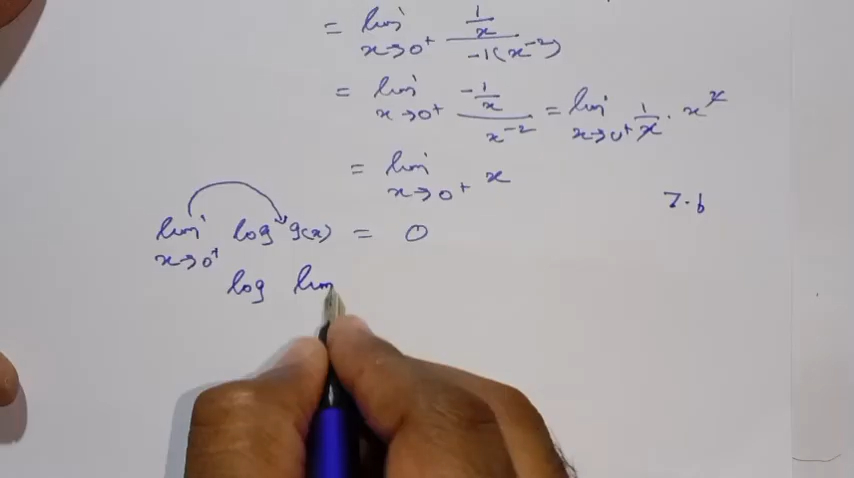 = lim x→0+ (1/x)/(-1(x^-2))
= lim x→0+ (-1/x)/(x^-2) = lim x→0+ 1/x · x^2
= lim x→0+ x
7.6
lim x→0+ log g(x) = 0
log lim